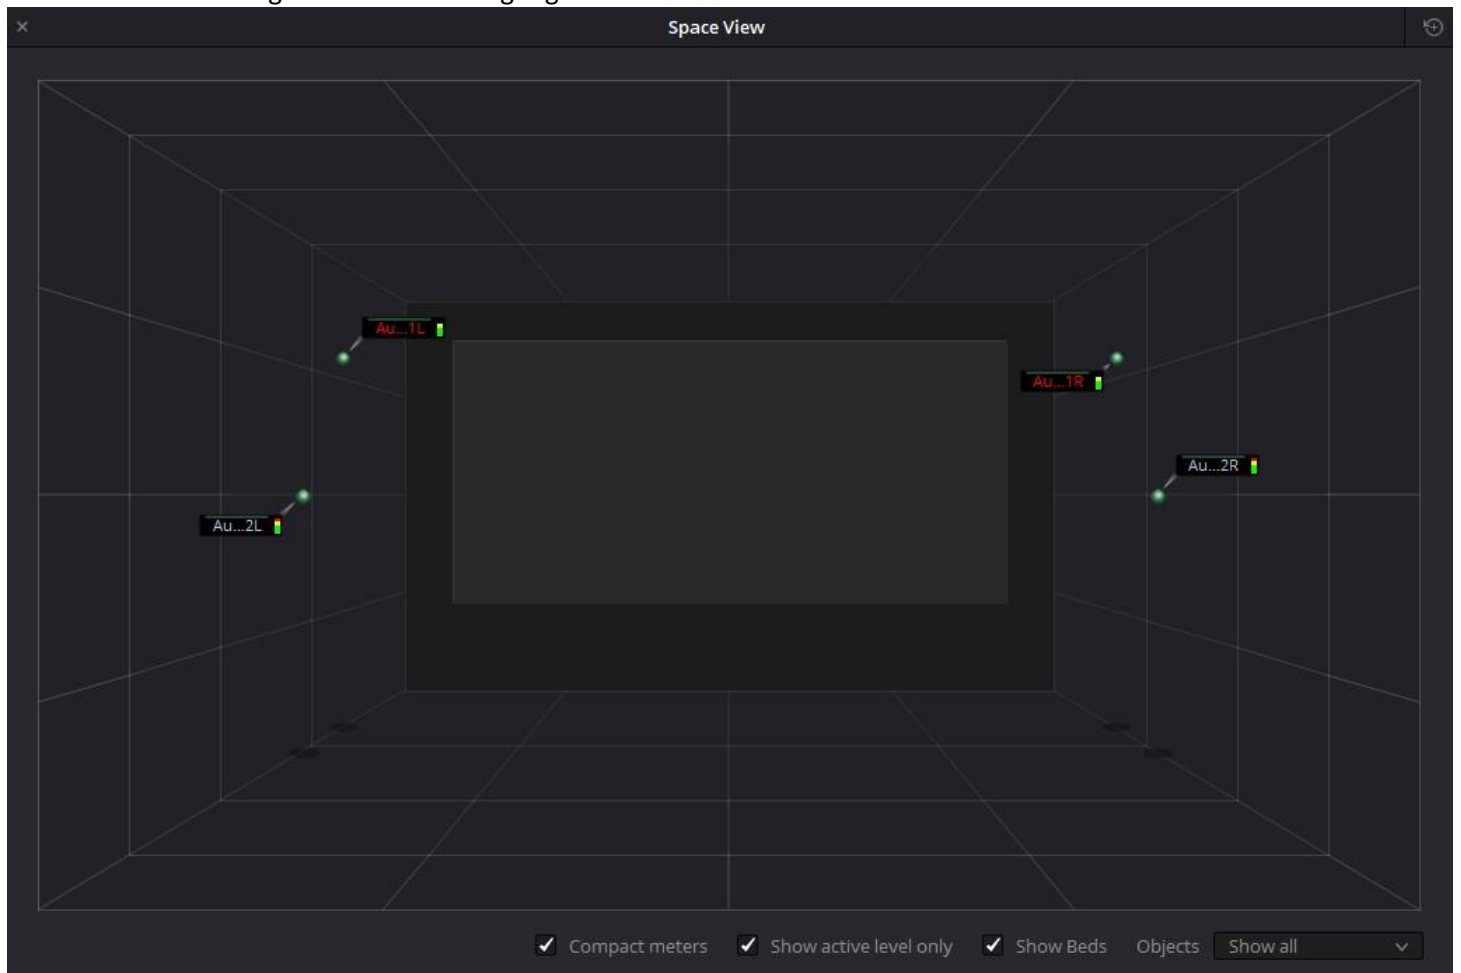 Space View
Au...1L
Au...1R
Au...2R
Au...2L
Compact meters Show active level only Show Beds Objects Show all